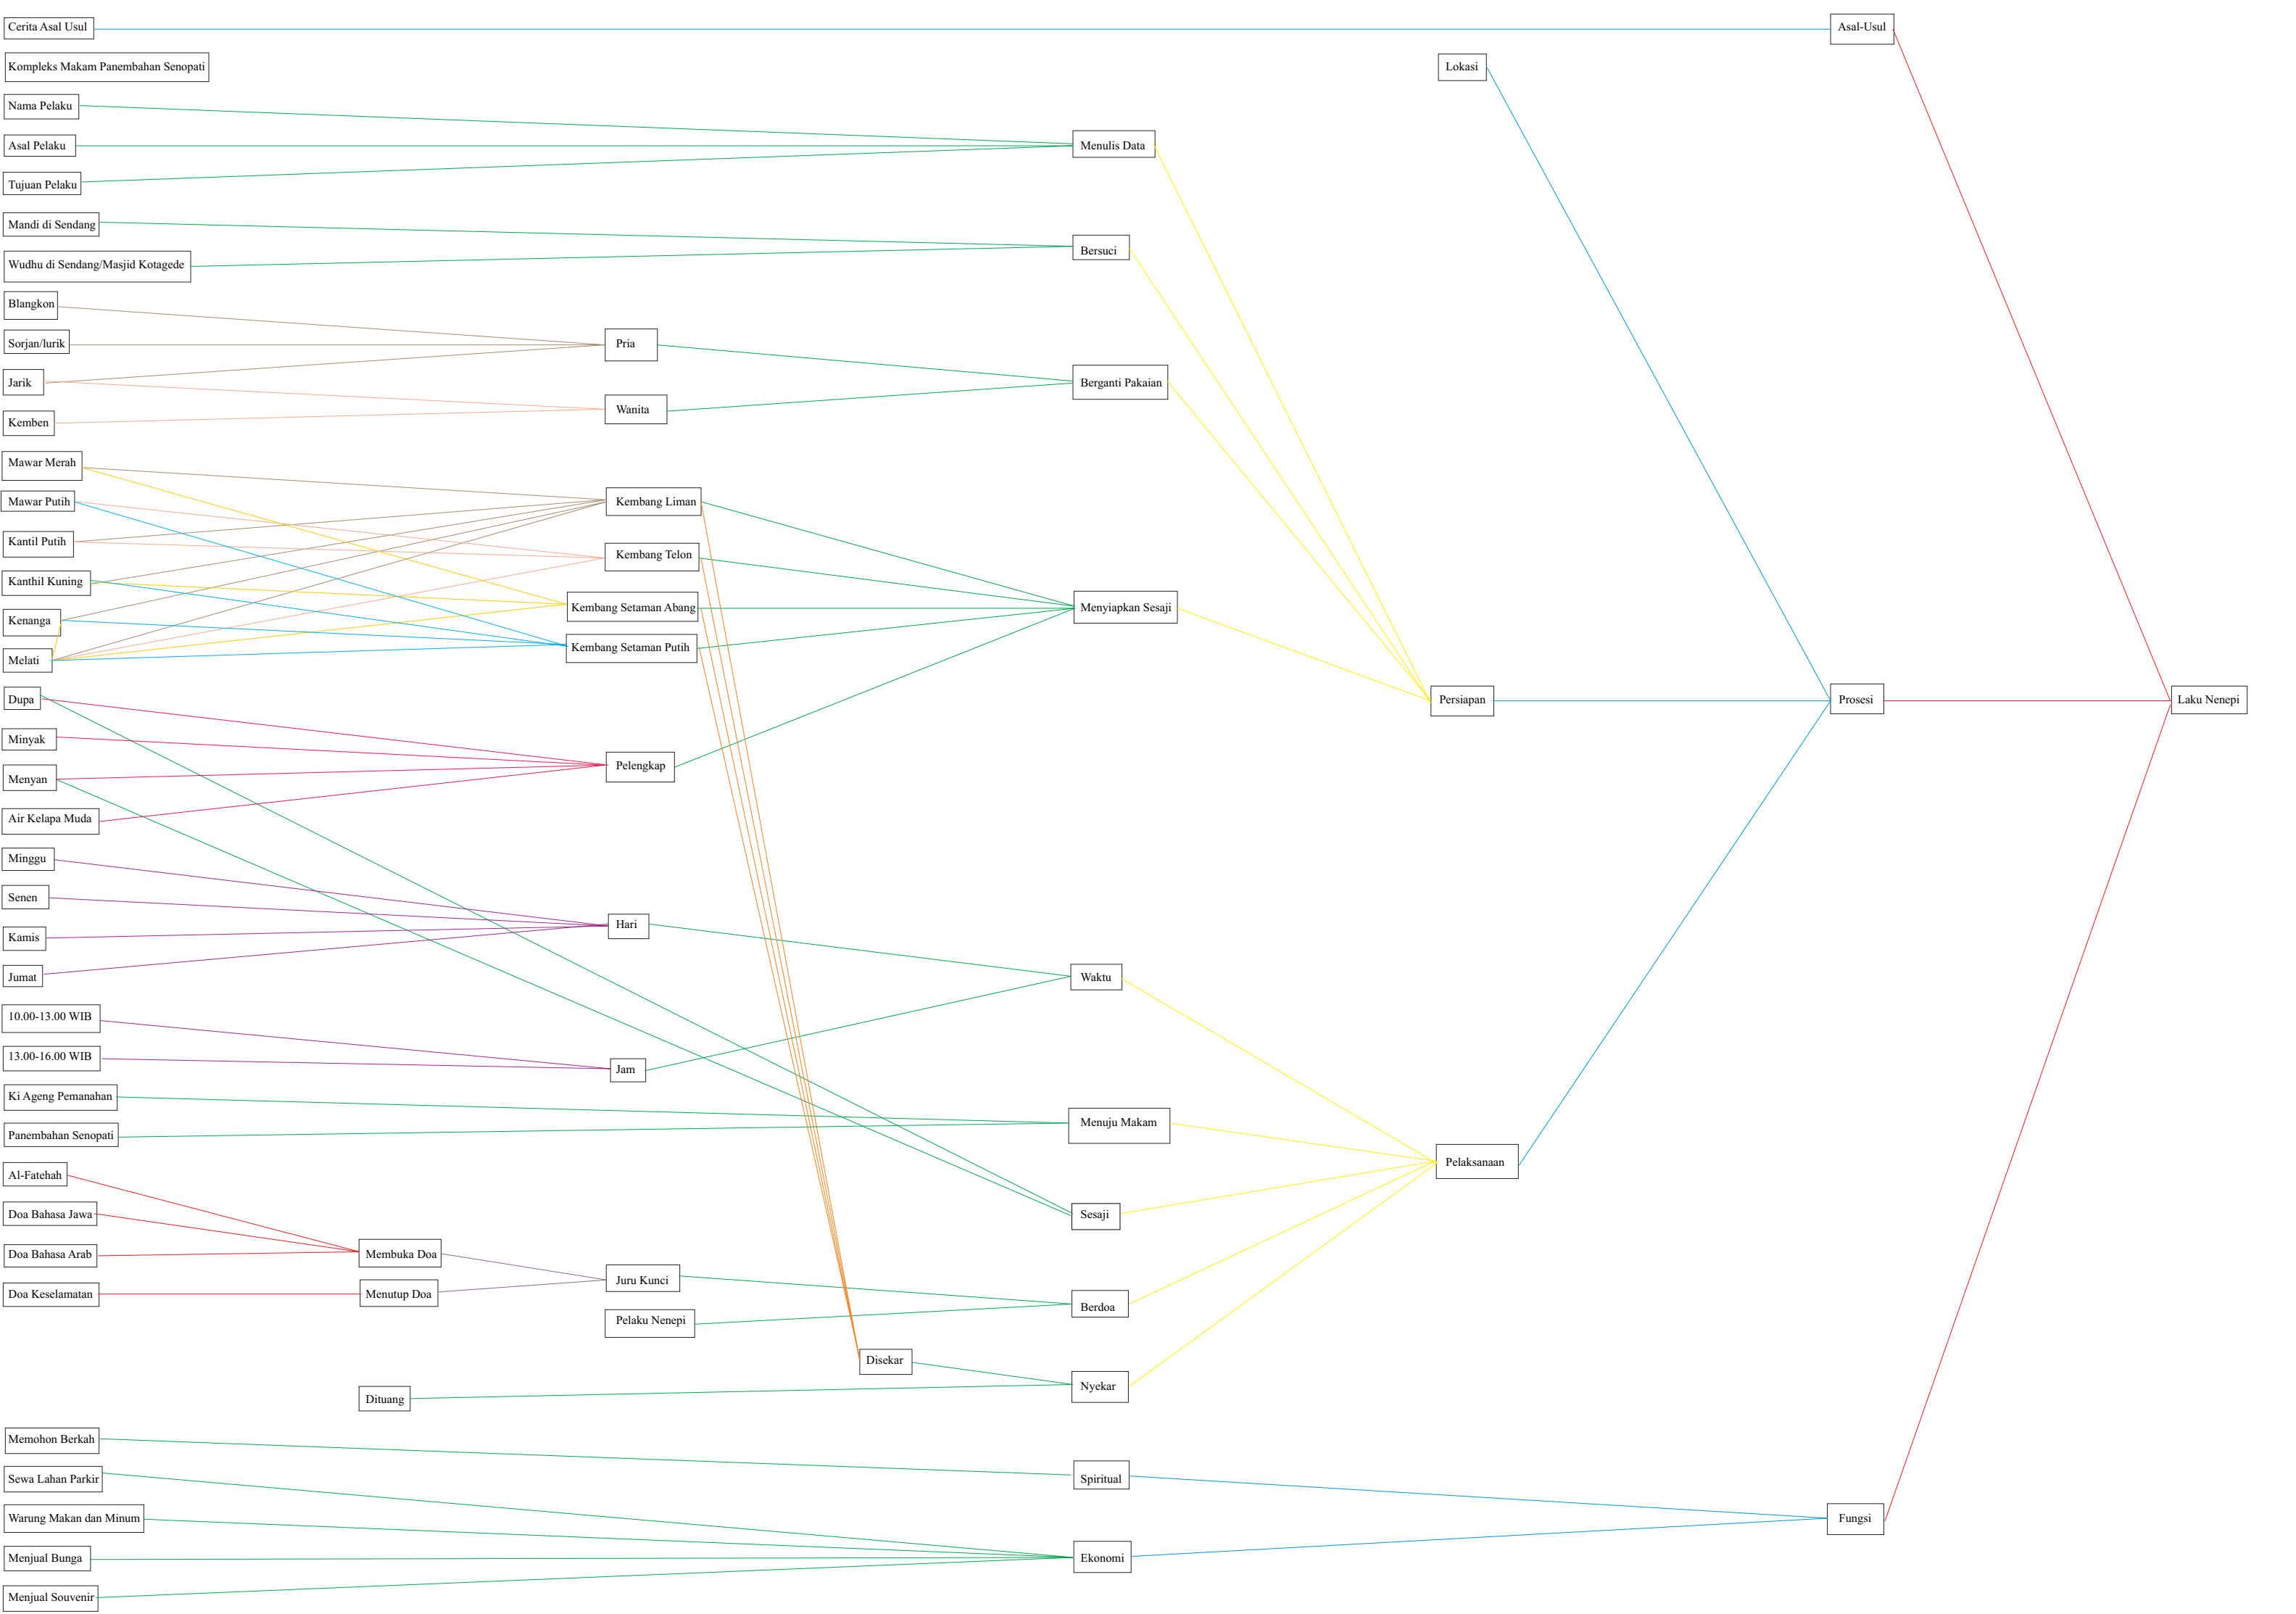 Cerita Asal Usul
Asal-Usul
Kompleks Makam Panembahan Senopati
Lokasi
Nama Pelaku
Asal Pelaku
Menulis Data
Tujuan Pelaku
Mandi di Sendang
Bersuci
Wudhu di Sendang/Masjid Kotagede
Blangkon
Sorjan/lurik
Pria
Jarik
Berganti Pakaian
Wanita
Kemben
Mawar Merah
Mawar Putih
Kembang Liman
Kantil Putih
Kembang Telon
Kanthil Kuning
Kembang Setaman Abang
Menyiapkan Sesaji
Kenanga
Kembang Setaman Putih
Melati
Dupa
Persiapan
Prosesi
Laku Nenepi
Minyak
Pelengkap
Menyan
Air Kelapa Muda
Minggu
Senen
Hari
Kamis
Jumat
Waktu
10.00-13.00 WIB
13.00-16.00 WIB
Jam
Ki Ageng Pemanahan
Menuju Makam
Panembahan Senopati
Pelaksanaan
Al-Fatehah
Doa Bahasa Jawa
Sesaji
Doa Bahasa Arab
Membuka Doa
Juru Kunci
Doa Keselamatan
Menutup Doa
Berdoa
Pelaku Nenepi
Disekar
Nyekar
Dituang
Memohon Berkah
Sewa Lahan Parkir
Spiritual
Warung Makan dan Minum
Fungsi
Menjual Bunga
Ekonomi
Menjual Souvenir